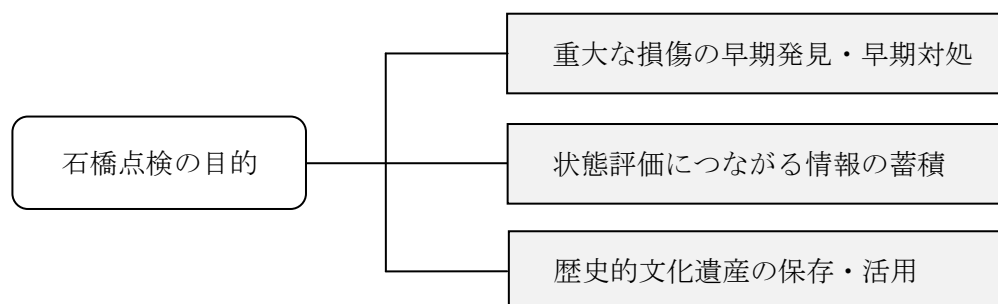 重大な損傷の早期発見・早期対処
石橋点検の目的
状態評価につながる情報の蓄積
歴史的文化遺産の保存・活用